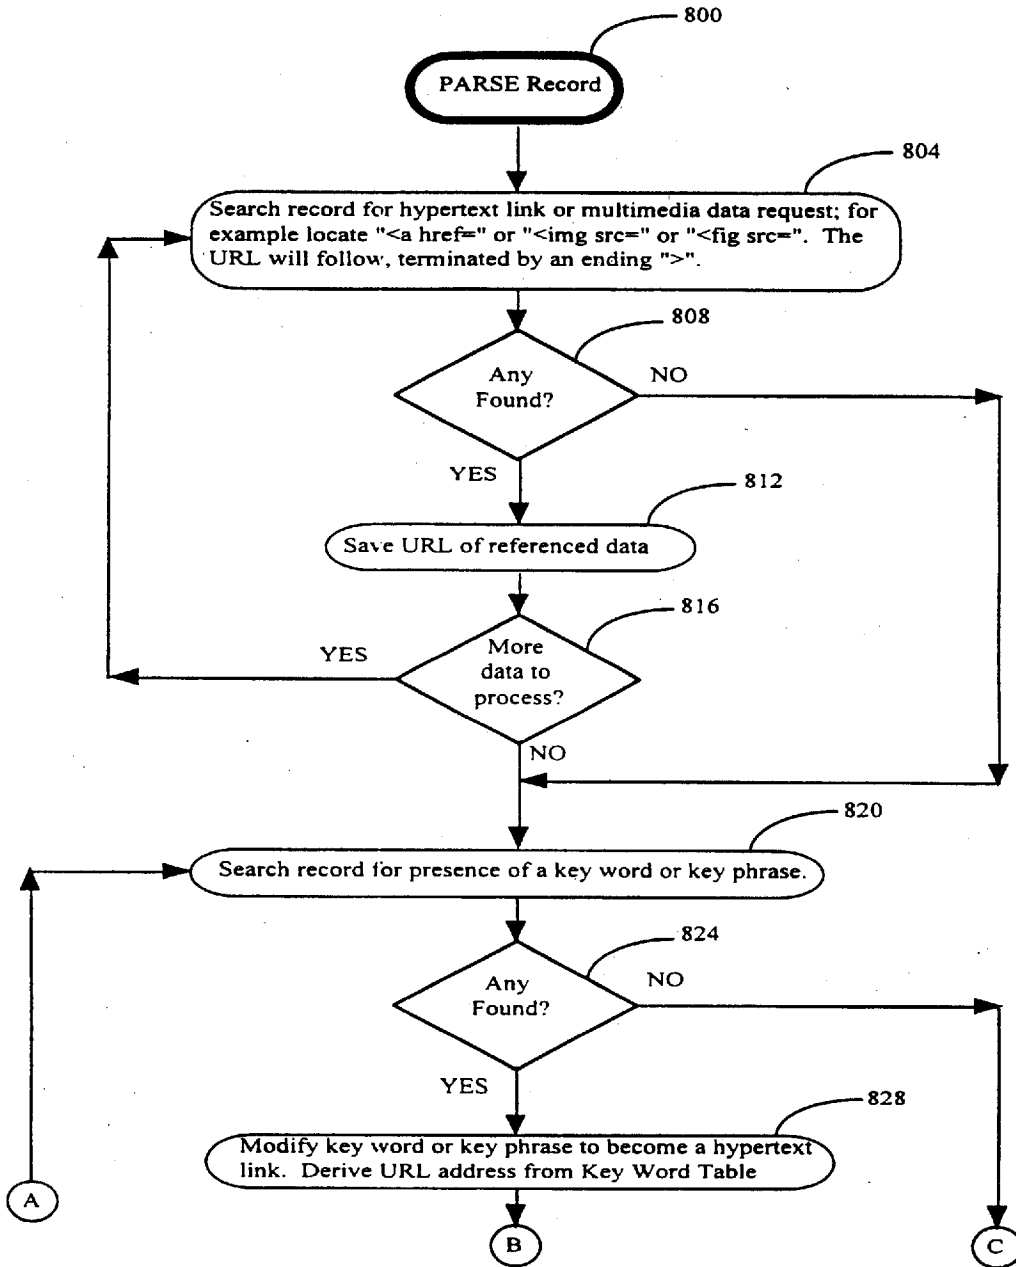 800
PARSE Record
804
Search record for hypertext link or multimedia data request; for
example locate "<a href=" or "<img src=" or "<fig src=".  The
URL will follow, terminated by an ending ">".
808
Any
Found?
NO
YES
812
Save URL of referenced data
816
More
data to
process?
YES
NO
820
Search record for presence of a key word or key phrase.
824
Any
Found?
NO
YES
828
Modify key word or key phrase to become a hypertext
link.  Derive URL address from Key Word Table
A
B
C